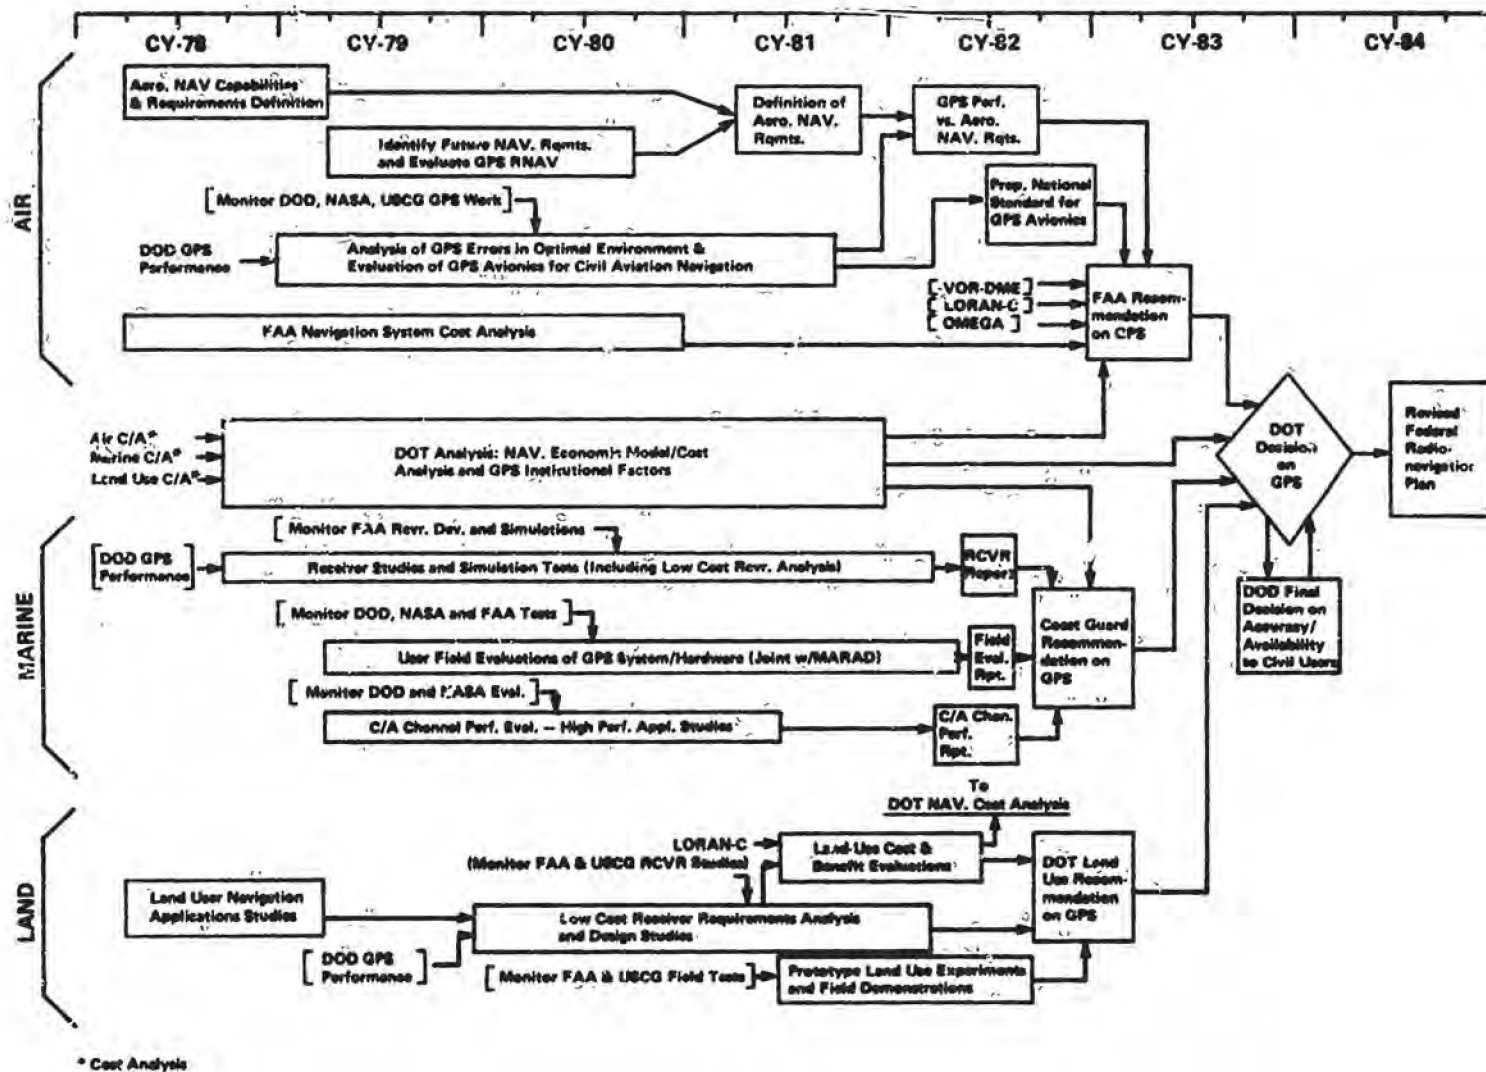 CY-78 CY-79 CY-80 CY-81 CY-82 CY-83 CY-84
AIR
Aero. NAV Capabilities
& Requirements Definition
Identify Future NAV. Rqmts.
and Evaluate GPS RNAV
Definition of
Aero. NAV.
Rqmts.
GPS Perf.
vs. Aero.
NAV. Rqts.
[Monitor DOD, NASA, USCG GPS Work]
Prep. National
Standard for
GPS Avionics
DOD GPS
Performance
Analysis of GPS Errors in Optimal Environment &
Evaluation of GPS Avionics for Civil Aviation Navigation
[VOR-DME]
[LORAN-C]
[OMEGA]
FAA Recom-
mendation
on GPS
FAA Navigation System Cost Analysis
Air C/A*
Marine C/A*
Land Use C/A*
DOT Analysis: NAV. Economic Model/Cost
Analysis and GPS Institutional Factors
DOT
Decision
on
GPS
Revised
Federal
Radio-
navigation
Plan
MARINE
[Monitor FAA Rcvr. Dev. and Simulations]
[DOD GPS
Performance]
Receiver Studies and Simulation Tests (Including Low Cost Rcvr. Analysis)
RCVR
Report
[Monitor DOD, NASA and FAA Tests]
User Field Evaluations of GPS System/Hardware (Joint w/MARAD)
Field
Eval.
Rpt.
Coast Guard
Recommen-
dation on
GPS
DOD Final
Decision on
Accuracy/
Availability
to Civil Users
[Monitor DOD and NASA Eval.]
C/A Channel Perf. Eval. — High Perf. Appl. Studies
C/A Chan.
Perf.
Rpt.
LAND
To
DOT NAV. Cost Analysis
LORAN-C
(Monitor FAA & USCG RCVR Studies)
Land-Use Cost &
Benefit Evaluations
Land User Navigation
Applications Studies
Low Cost Receiver Requirements Analysis
and Design Studies
DOT Land
Use Recom-
mendation
on GPS
[DOD GPS
Performance]
[Monitor FAA & USCG Field Tests]
Prototype Land Use Experiments
and Field Demonstrations
* Cost Analysis